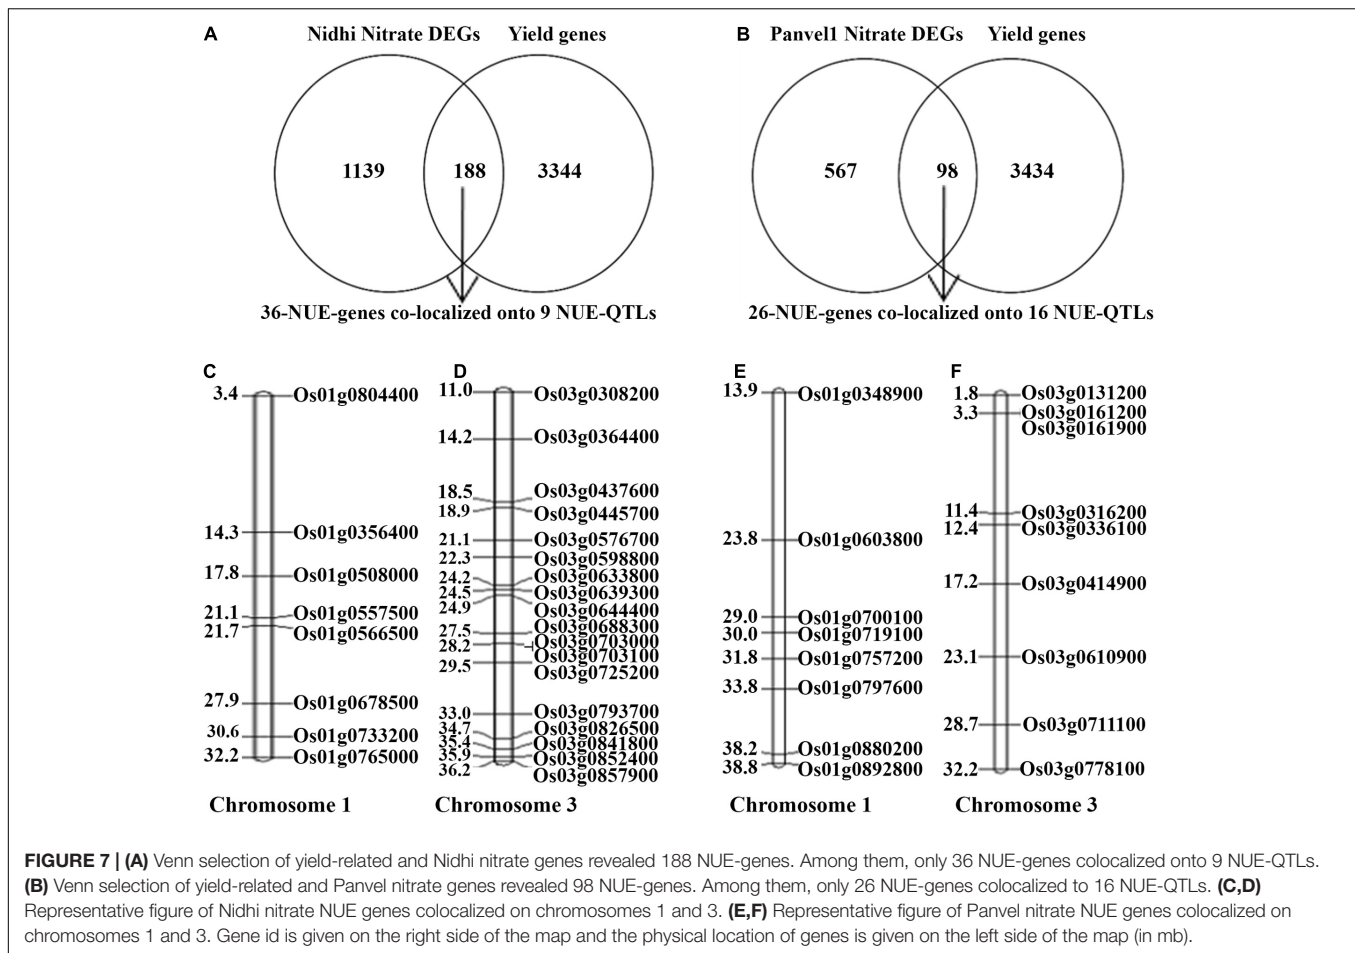 A
Nidhi Nitrate DEGs
Yield genes
1139
188
3344
36-NUE-genes co-localized onto 9 NUE-QTLs
B
Panvel1 Nitrate DEGs
Yield genes
567
98
3434
26-NUE-genes co-localized onto 16 NUE-QTLs
C
3.4 Os01g0804400
14.3 Os01g0356400
17.8 Os01g0508000
21.1 Os01g0557500
21.7 Os01g0566500
27.9 Os01g0678500
30.6 Os01g0733200
32.2 Os01g0765000
Chromosome 1
D
11.0 Os03g0308200
14.2 Os03g0364400
18.5 Os03g0437600
18.9 Os03g0445700
21.1 Os03g0576700
22.3 Os03g0598800
24.2 Os03g0633800
24.5 Os03g0639300
24.9 Os03g0644400
27.5 Os03g0688300
28.2 Os03g0703000
Os03g0703100
29.5 Os03g0725200
33.0 Os03g0793700
34.7 Os03g0826500
35.4 Os03g0841800
35.9 Os03g0852400
36.2 Os03g0857900
Chromosome 3
E
13.9 Os01g0348900
23.8 Os01g0603800
29.0 Os01g0700100
30.0 Os01g0719100
31.8 Os01g0757200
33.8 Os01g0797600
38.2 Os01g0880200
38.8 Os01g0892800
Chromosome 1
F
1.8 Os03g0131200
3.3 Os03g0161200
Os03g0161900
11.4 Os03g0316200
12.4 Os03g0336100
17.2 Os03g0414900
23.1 Os03g0610900
28.7 Os03g0711100
32.2 Os03g0778100
Chromosome 3
FIGURE 7 | (A) Venn selection of yield-related and Nidhi nitrate genes revealed 188 NUE-genes. Among them, only 36 NUE-genes colocalized onto 9 NUE-QTLs.
(B) Venn selection of yield-related and Panvel nitrate genes revealed 98 NUE-genes. Among them, only 26 NUE-genes colocalized to 16 NUE-QTLs. (C,D)
Representative figure of Nidhi nitrate NUE genes colocalized on chromosomes 1 and 3. (E,F) Representative figure of Panvel nitrate NUE genes colocalized on
chromosomes 1 and 3. Gene id is given on the right side of the map and the physical location of genes is given on the left side of the map (in mb).